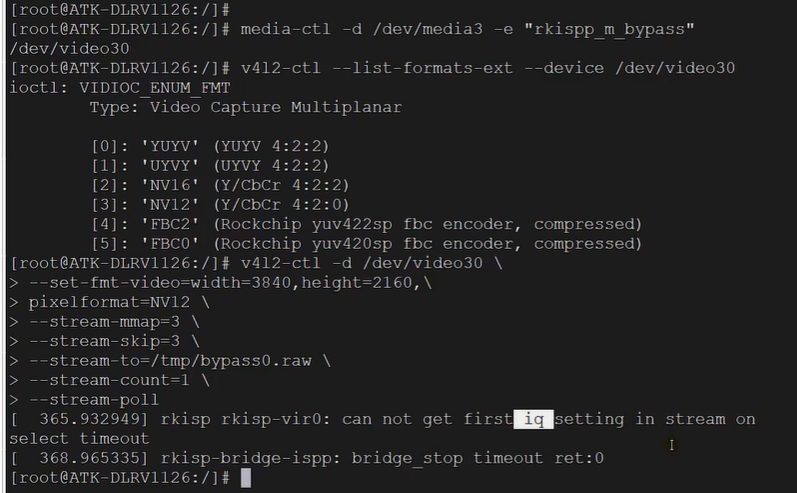 [root@ATK-DLRV1126:/]#
[root@ATK-DLRV1126:/]# media-ctl -d /dev/media3 -e "rkispp_m_bypass"
/dev/video30
[root@ATK-DLRV1126:/]# v4l2-ctl --list-formats-ext --device /dev/video30
ioctl: VIDIOC_ENUM_FMT
        Type: Video Capture Multiplanar

        [0]: 'YUYV' (YUYV 4:2:2)
        [1]: 'UYVY' (UYVY 4:2:2)
        [2]: 'NV16' (Y/CbCr 4:2:2)
        [3]: 'NV12' (Y/CbCr 4:2:0)
        [4]: 'FBC2' (Rockchip yuv422sp fbc encoder, compressed)
        [5]: 'FBC0' (Rockchip yuv420sp fbc encoder, compressed)
[root@ATK-DLRV1126:/]# v4l2-ctl -d /dev/video30 \
> --set-fmt-video=width=3840,height=2160,\
> pixelformat=NV12 \
> --stream-mmap=3 \
> --stream-skip=3 \
> --stream-to=/tmp/bypass0.raw \
> --stream-count=1 \
> --stream-poll
[  365.932949] rkisp rkisp-vir0: can not get first iq setting in stream on
select timeout
[  368.965335] rkisp-bridge-ispp: bridge_stop timeout ret:0
[root@ATK-DLRV1126:/]#